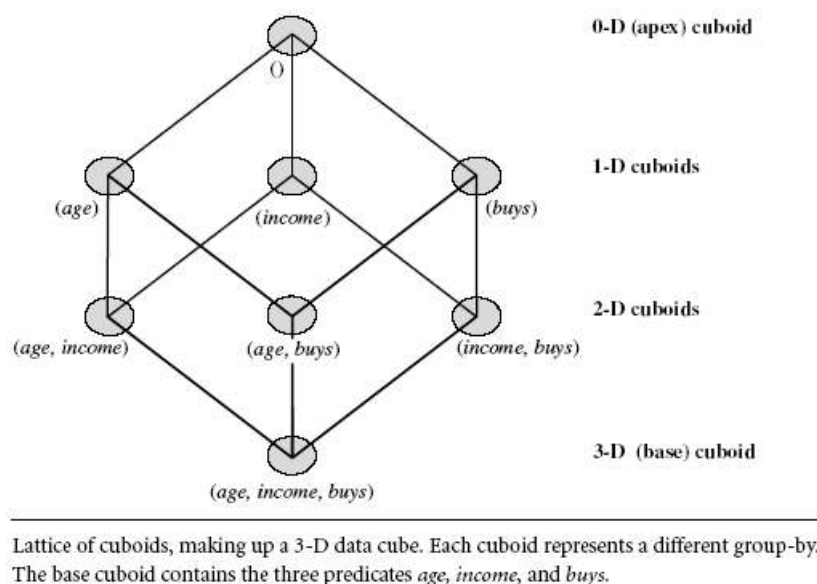 0-D (apex) cuboid
()
1-D cuboids
(age)
(income)
(buys)
2-D cuboids
(age, income)
(age, buys)
(income, buys)
3-D (base) cuboid
(age, income, buys)
Lattice of cuboids, making up a 3-D data cube. Each cuboid represents a different group-by.
The base cuboid contains the three predicates age, income, and buys.